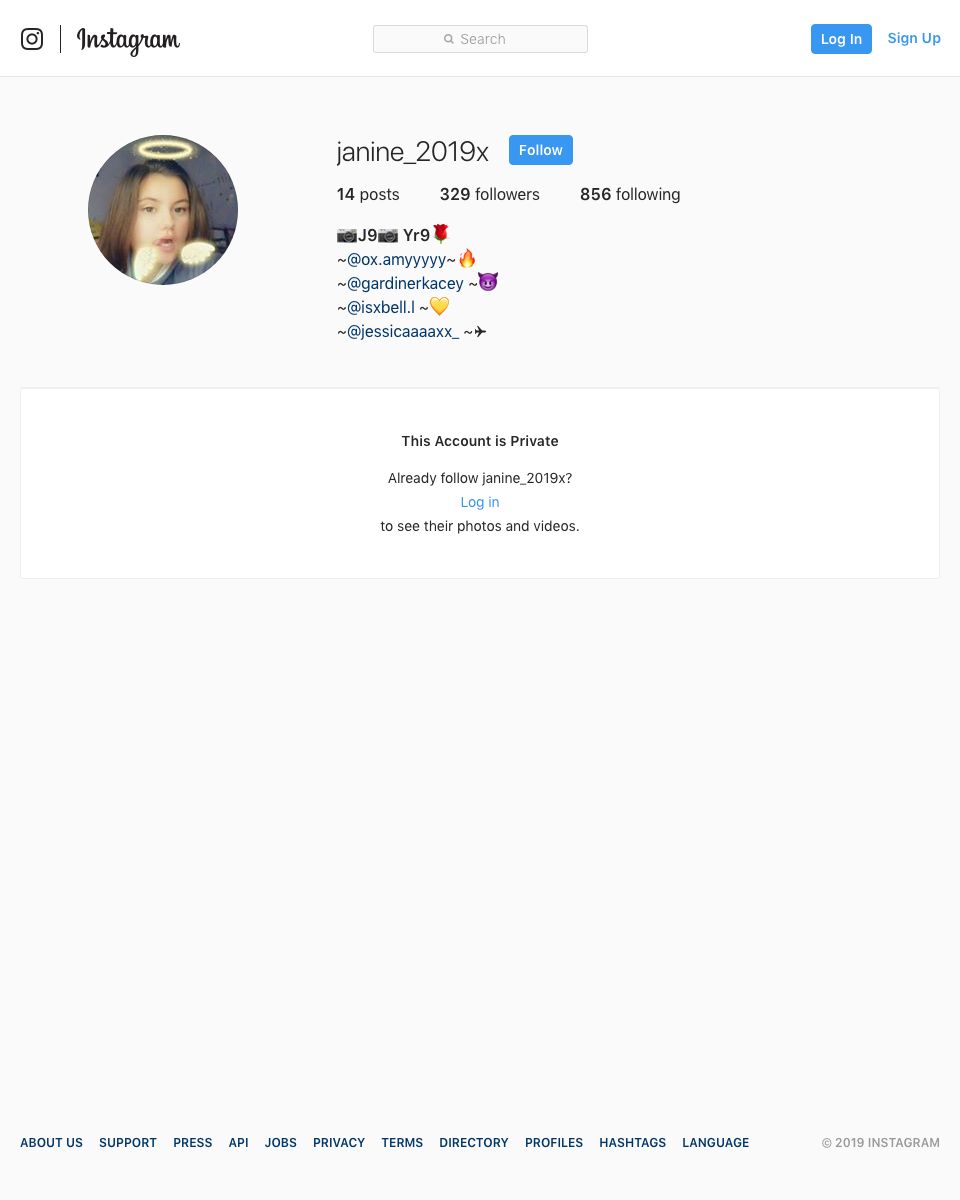 Instagram
Search
Log In
Sign Up
janine_2019x
Follow
14 posts 329 followers 856 following
📷J9📷 Yr9🌹
~@ox.amyyyyy~🔥
~@gardinerkacey ~😈
~@isxbell.l ~💛
~@jessicaaaaxx_ ~✈
This Account is Private
Already follow janine_2019x?
Log in
to see their photos and videos.
ABOUT US SUPPORT PRESS API JOBS PRIVACY TERMS DIRECTORY PROFILES HASHTAGS LANGUAGE © 2019 INSTAGRAM